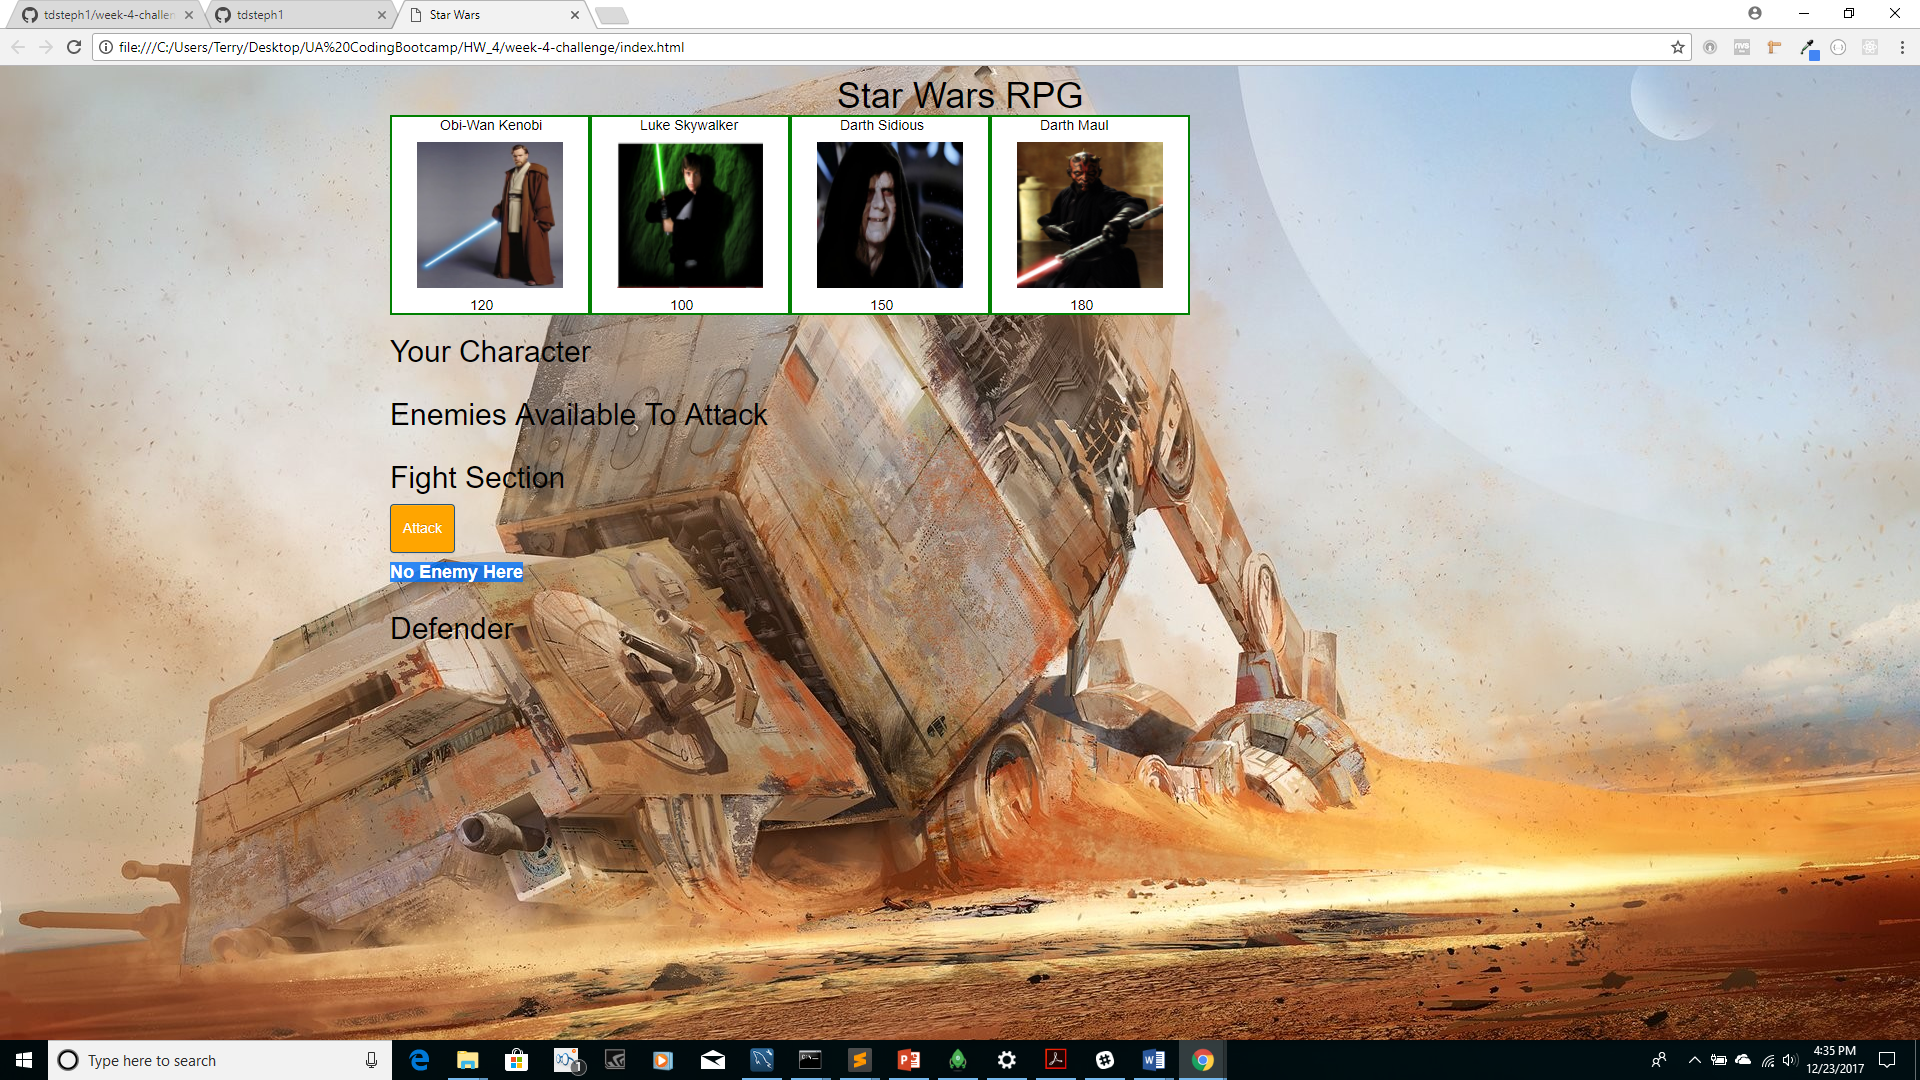 tdsteph1/week-4-challen
tdsteph1
Star Wars
file:///C:/Users/Terry/Desktop/UA%20CodingBootcamp/HW_4/week-4-challenge/index.html
Star Wars RPG
Obi-Wan Kenobi
Luke Skywalker
Darth Sidious
Darth Maul
120
100
150
180
Your Character
Enemies Available To Attack
Fight Section
Attack
No Enemy Here
Defender
Type here to search
1
4:35 PM
12/23/2017